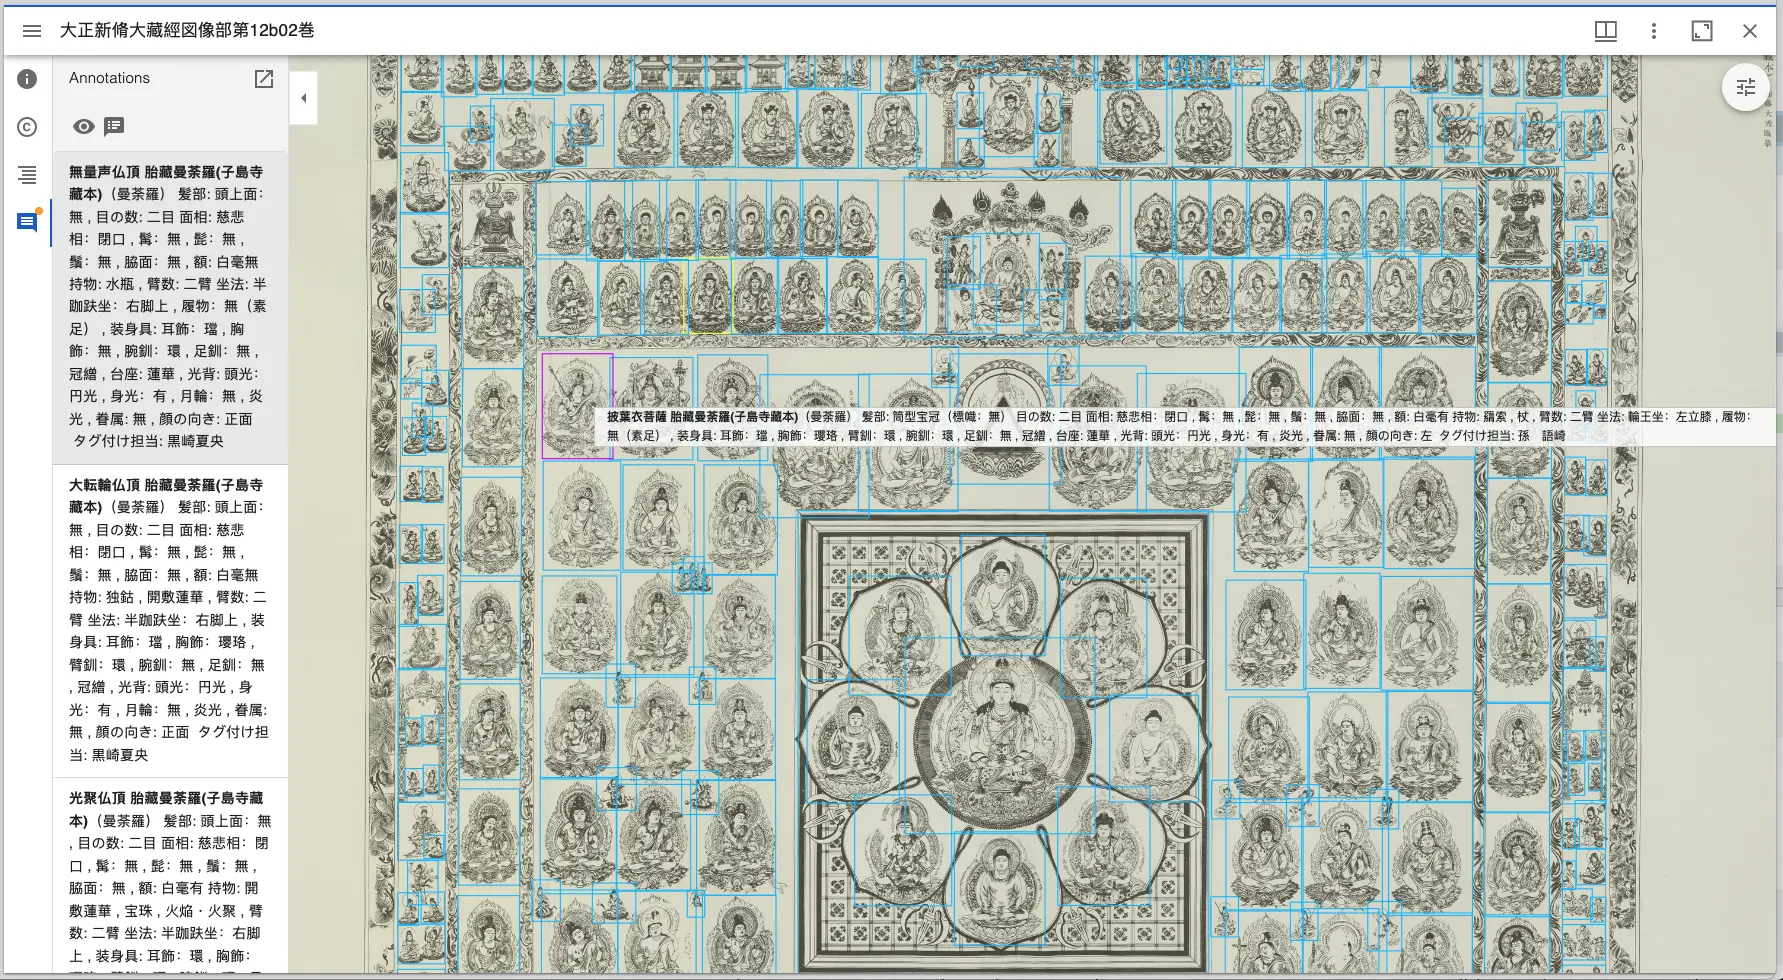 大正新脩大藏經図像部第12b02巻
Annotations
無量声仏頂 胎藏曼荼羅(子島寺
藏本)（曼荼羅） 髪部: 頭上面:
無 , 目の数: 二目 面相: 慈悲
相: 閉口 , 髯: 無 , 髭: 無 ,
鬚: 無 , 脇面: 無 , 額: 白毫無
持物: 水瓶 , 臂数: 二臂 坐法: 半
跏趺坐: 右脚上 , 履物: 無（素
足） , 装身具: 耳飾: 璫 , 胸
飾: 無 , 腕釧: 環 , 足釧: 無 ,
冠繒 , 台座: 蓮華 , 光背: 頭光:
円光 , 身光: 有 , 月輪: 無 , 炎
光 , 眷属: 無 , 顔の向き: 正面
タグ付け担当: 黒崎夏央
大転輪仏頂 胎藏曼荼羅(子島寺
藏本)（曼荼羅） 髪部: 頭上面:
無 , 目の数: 二目 面相: 慈悲
相: 閉口 , 髯: 無 , 髭: 無 ,
鬚: 無 , 脇面: 無 , 額: 白毫無
持物: 独鈷 , 開敷蓮華 , 臂数: 二
臂 坐法: 半跏趺坐: 右脚上 , 装
身具: 耳飾: 璫 , 胸飾: 瓔珞 ,
臂釧: 環 , 腕釧: 無 , 足釧: 無
, 冠繒 , 光背: 頭光: 円光 , 身
光: 有 , 月輪: 無 , 炎光 , 眷属:
無 , 顔の向き: 正面 タグ付け担
当: 黒崎夏央
光聚仏頂 胎藏曼荼羅(子島寺藏
本)（曼荼羅） 髪部: 頭上面: 無
, 目の数: 二目 面相: 慈悲相: 閉
口 , 髯: 無 , 髭: 無 , 鬚: 無 ,
脇面: 無 , 額: 白毫有 持物: 開
敷蓮華 , 宝珠 , 火焔・火聚 , 臂
数: 二臂 坐法: 半跏趺坐: 右脚
上 , 装身具: 耳飾: 環 , 胸飾:
披葉衣菩薩 胎藏曼荼羅(子島寺藏本)（曼荼羅） 髪部: 筒型宝冠（標幟: 無） 目の数: 二目 面相: 慈悲相: 閉口 , 髯: 無 , 髭: 無 , 鬚: 無 , 脇面: 無 , 額: 白毫有 持物: 羂索 , 杖 , 臂数: 二臂 坐法: 輪王坐: 左立膝 , 履物:
無（素足） , 装身具: 耳飾: 璫 , 胸飾: 瓔珞 , 臂釧: 環 , 腕釧: 環 , 足釧: 無 , 冠繒 , 台座: 蓮華 , 光背: 頭光: 円光 , 身光: 有 , 炎光 , 眷属: 無 , 顔の向き: 左 タグ付け担当: 孫 語崎